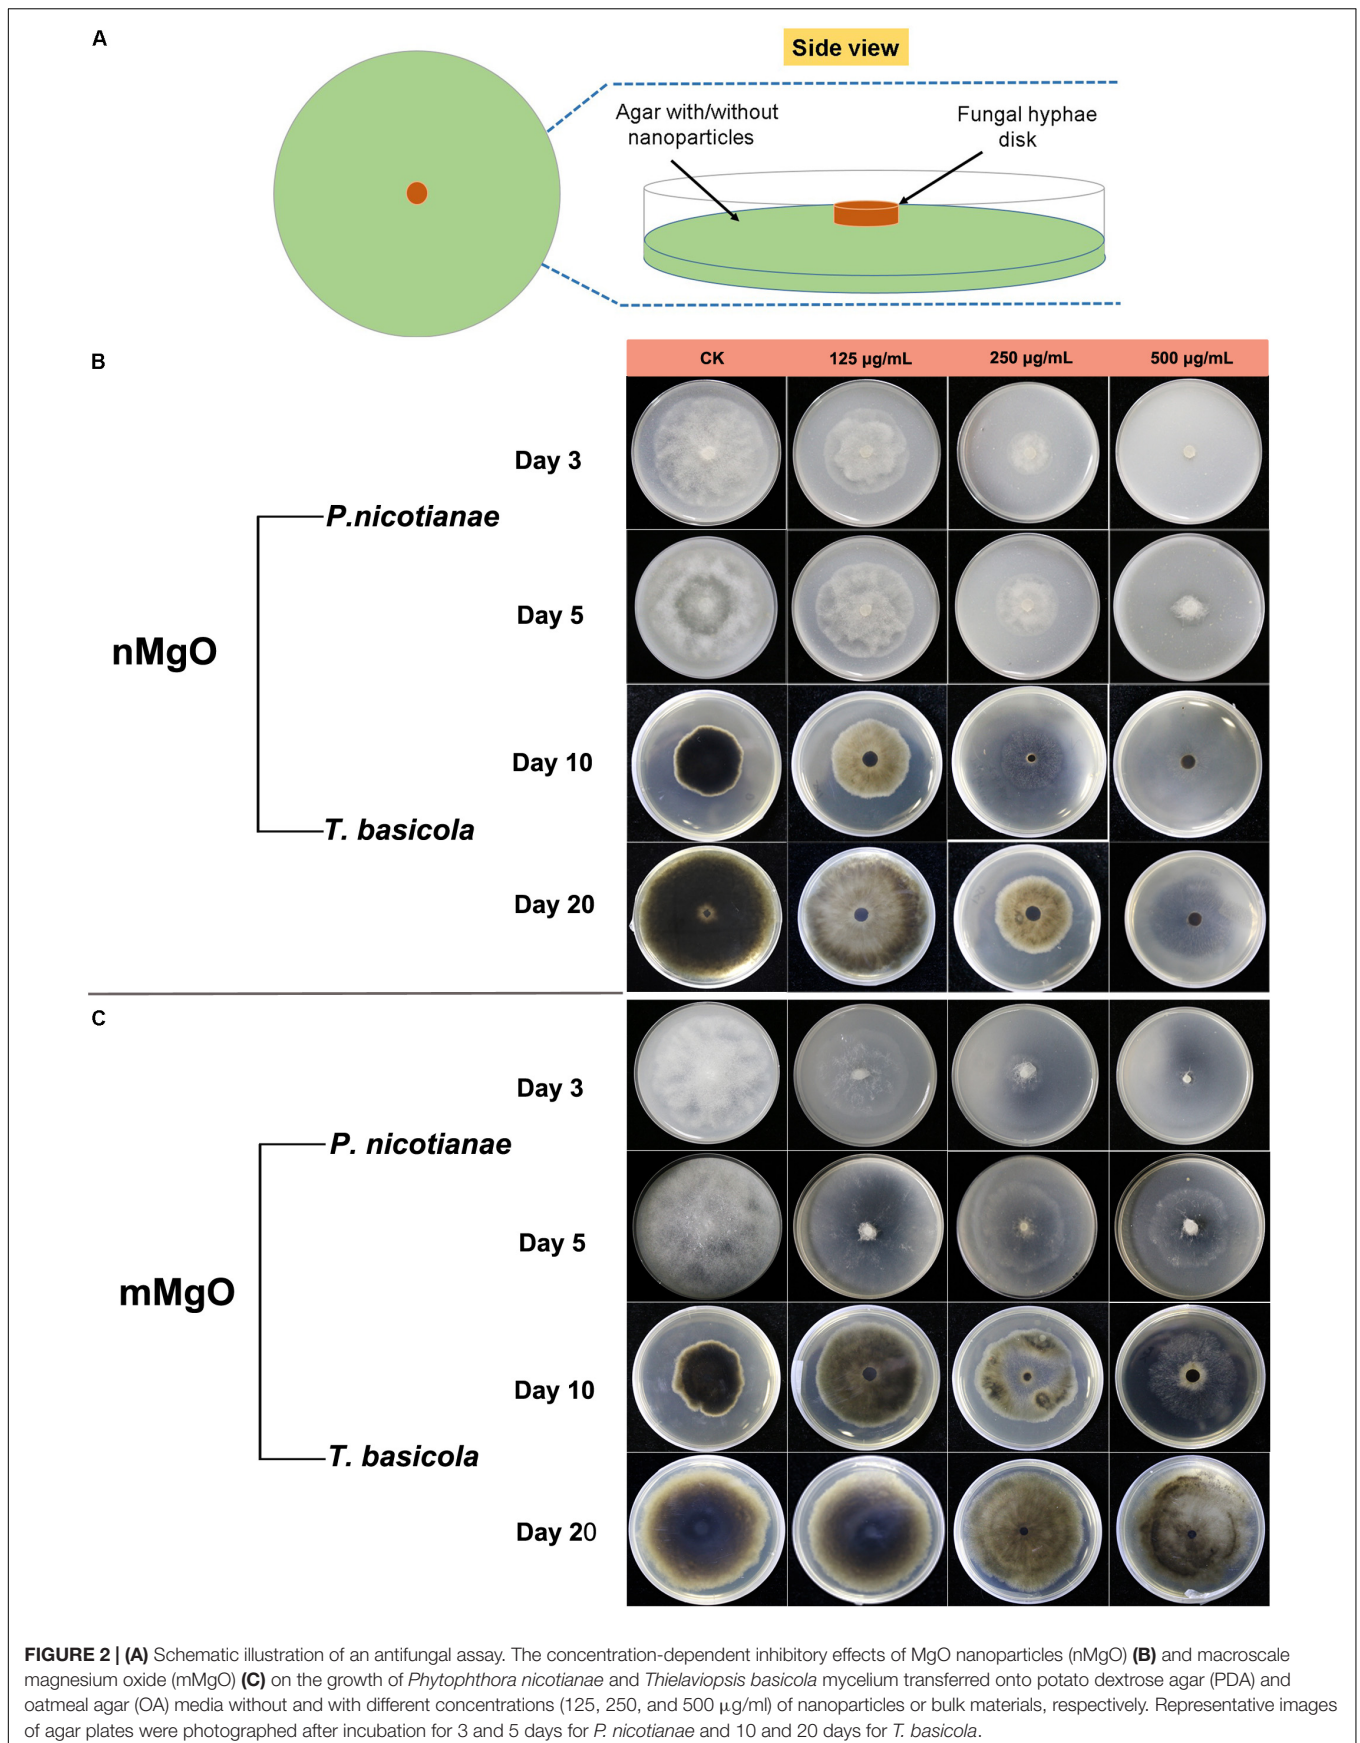 A
Side view
Agar with/without
nanoparticles
Fungal hyphae
disk
B
CK 125 µg/mL 250 µg/mL 500 µg/mL
Day 3
P.nicotianae
Day 5
nMgO
Day 10
T. basicola
Day 20
C
Day 3
P. nicotianae
Day 5
mMgO
Day 10
T. basicola
Day 20
FIGURE 2 | (A) Schematic illustration of an antifungal assay. The concentration-dependent inhibitory effects of MgO nanoparticles (nMgO) (B) and macroscale
magnesium oxide (mMgO) (C) on the growth of Phytophthora nicotianae and Thielaviopsis basicola mycelium transferred onto potato dextrose agar (PDA) and
oatmeal agar (OA) media without and with different concentrations (125, 250, and 500 µg/ml) of nanoparticles or bulk materials, respectively. Representative images
of agar plates were photographed after incubation for 3 and 5 days for P. nicotianae and 10 and 20 days for T. basicola.